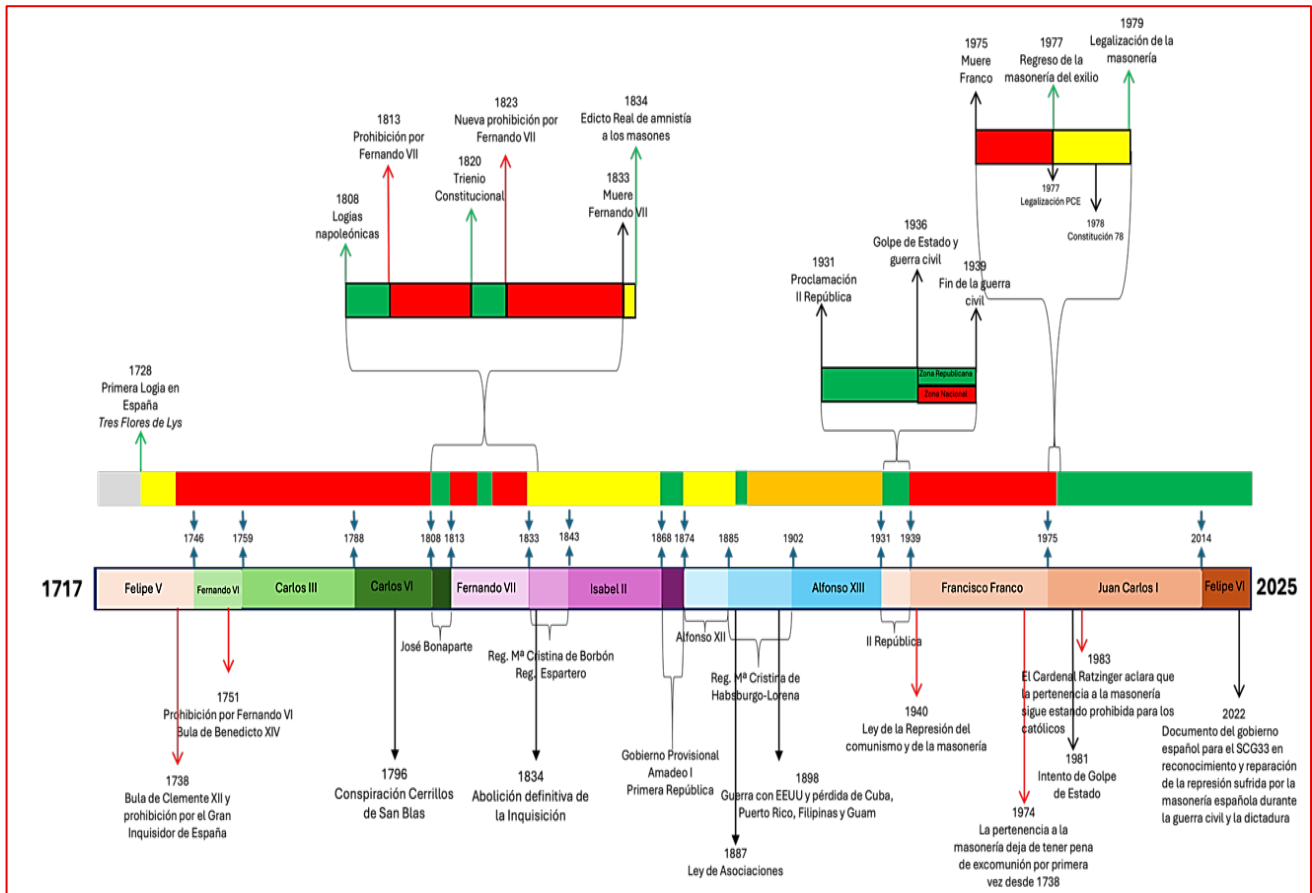 1979
Legalización de la
masonería
1975
Muere
Franco
1977
Regreso de la
masonería del exilio
1977
Legalización PCE
1978
Constitución 78
1823
Nueva prohibición por
Fernando VII
1834
Edicto Real de amnistía
a los masones
1813
Prohibición por
Fernando VII
1820
Trienio
Constitucional
1833
Muere
Fernando VII
1808
Logias
napoleónicas
1936
Golpe de Estado y
guerra civil
1931
Proclamación
II República
1939
Fin de la guerra
civil
Zona Republicana
Zona Nacional
1728
Primera Logia en
España
Tres Flores de Lys
1746
1759
1788
1808
1813
1833
1843
1868
1874
1885
1902
1931
1939
1975
2014
1717
Felipe V
Fernando VI
Carlos III
Carlos VI
Fernando VII
Isabel II
Alfonso XIII
Francisco Franco
Juan Carlos I
Felipe VI
2025
José Bonaparte
Reg. Mª Cristina de Borbón
Reg. Espartero
Alfonso XII
Reg. Mª Cristina de
Habsburgo-Lorena
II República
Gobierno Provisional
Amadeo I
Primera República
1751
Prohibición por Fernando VI
Bula de Benedicto XIV
1738
Bula de Clemente XII y
prohibición por el Gran
Inquisidor de España
1796
Conspiración Cerrillos
de San Blas
1834
Abolición definitiva de
la Inquisición
1887
Ley de Asociaciones
1898
Guerra con EEUU y pérdida de Cuba,
Puerto Rico, Filipinas y Guam
1940
Ley de la Represión del
comunismo y de la masonería
1974
La pertenencia a la
masonería deja de tener pena
de excomunión por primera
vez desde 1738
1983
El Cardenal Ratzinger aclara que
la pertenencia a la masonería
sigue estando prohibida para los
católicos
1981
Intento de Golpe
de Estado
2022
Documento del gobierno
español para el SCG33 en
reconocimiento y reparación
de la represión sufrida por la
masonería española durante
la guerra civil y la dictadura